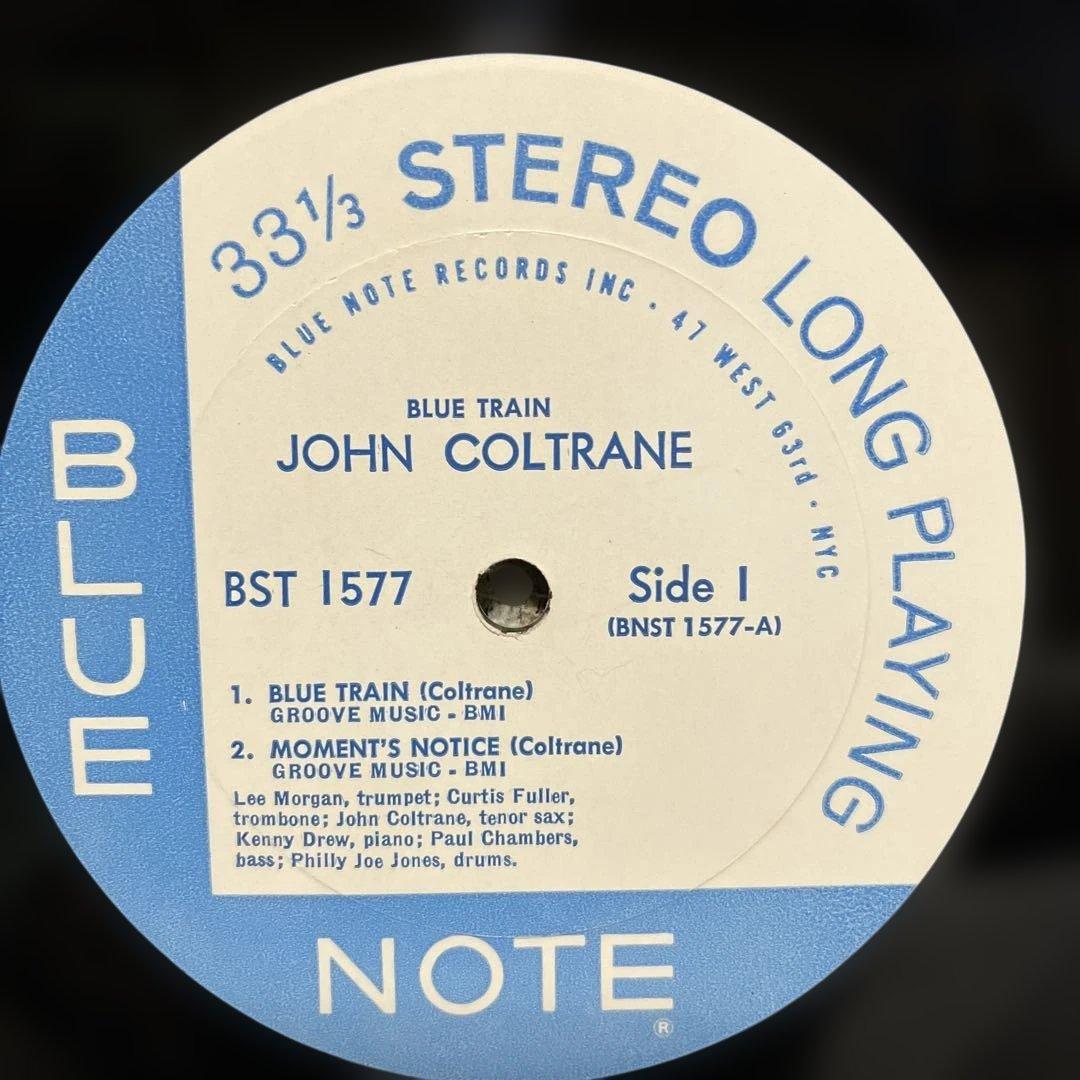 33⅓ STEREO LONG PLAYING
BLUE NOTE RECORDS INC · 47 WEST 63rd · NYC
BLUE TRAIN
JOHN COLTRANE
BST 1577
Side 1
(BNST 1577-A)
1. BLUE TRAIN (Coltrane)
GROOVE MUSIC - BMI
2. MOMENT'S NOTICE (Coltrane)
GROOVE MUSIC - BMI
Lee Morgan, trumpet; Curtis Fuller,
trombone; John Coltrane, tenor sax;
Kenny Drew, piano; Paul Chambers,
bass; Philly Joe Jones, drums.
BLUE
NOTE
®